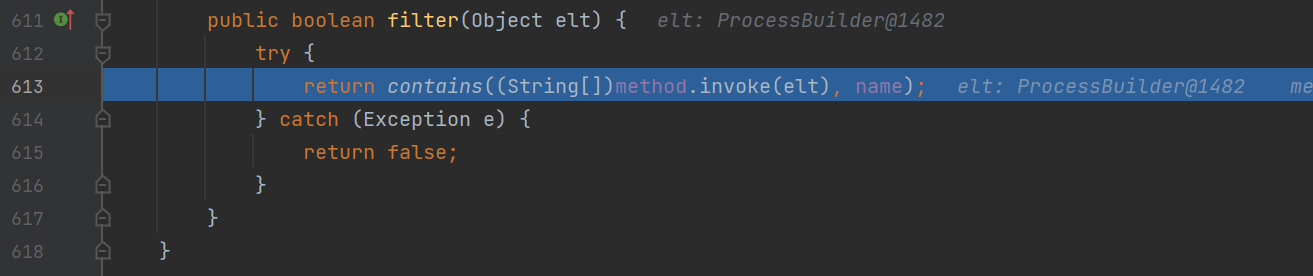 611 public boolean filter(Object elt) { elt: ProcessBuilder@1482
612 try {
613 return contains((String[])method.invoke(elt), name); elt: ProcessBuilder@1482 me
614 } catch (Exception e) {
615 return false;
616 }
617 }
618 }